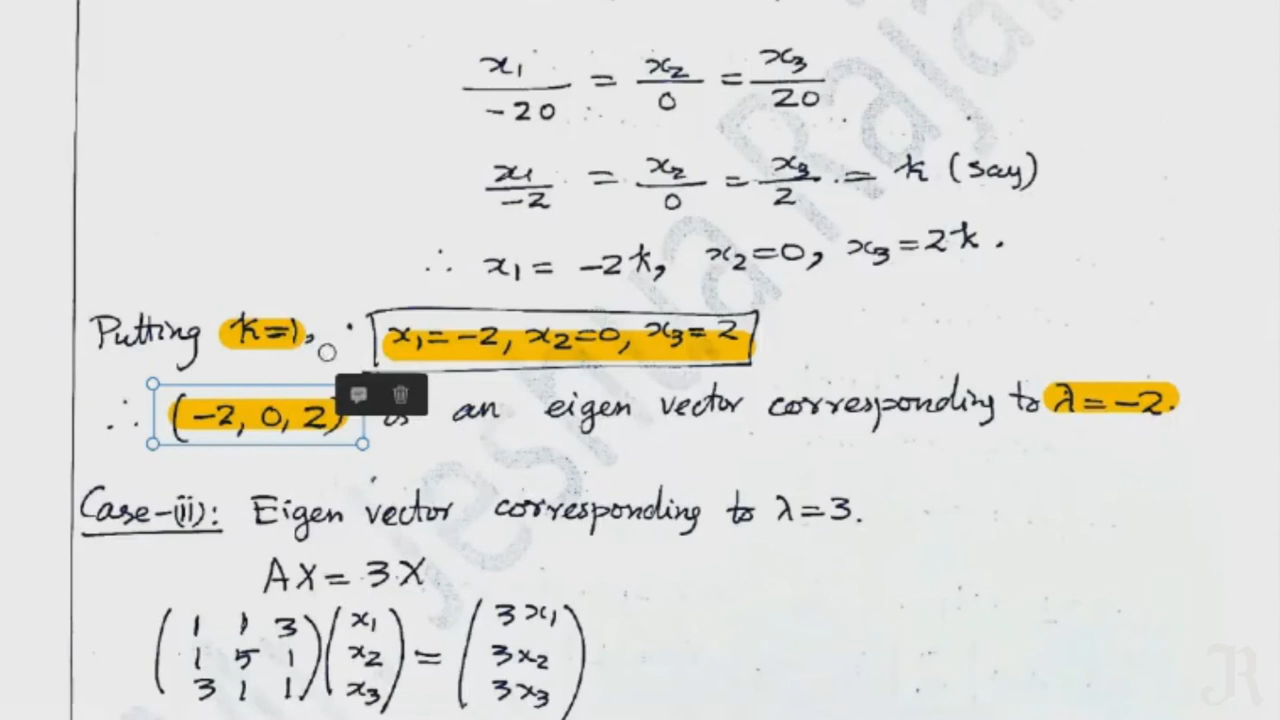 x₁/-20 = x₂/0 = x₃/20
x₁/-2 = x₂/0 = x₃/2 = k (say)
∴ x₁ = -2k, x₂=0, x₃=2k.
Putting k=1, x₁=-2, x₂=0, x₃=2
∴ (-2, 0, 2) is an eigen vector corresponding to λ=-2.
Case-(ii): Eigen vector corresponding to λ=3.
AX = 3X
(1 1 3) (x₁) (3x₁)
(1 5 1) (x₂) = (3x₂)
(3 1 1) (x₃) (3x₃)